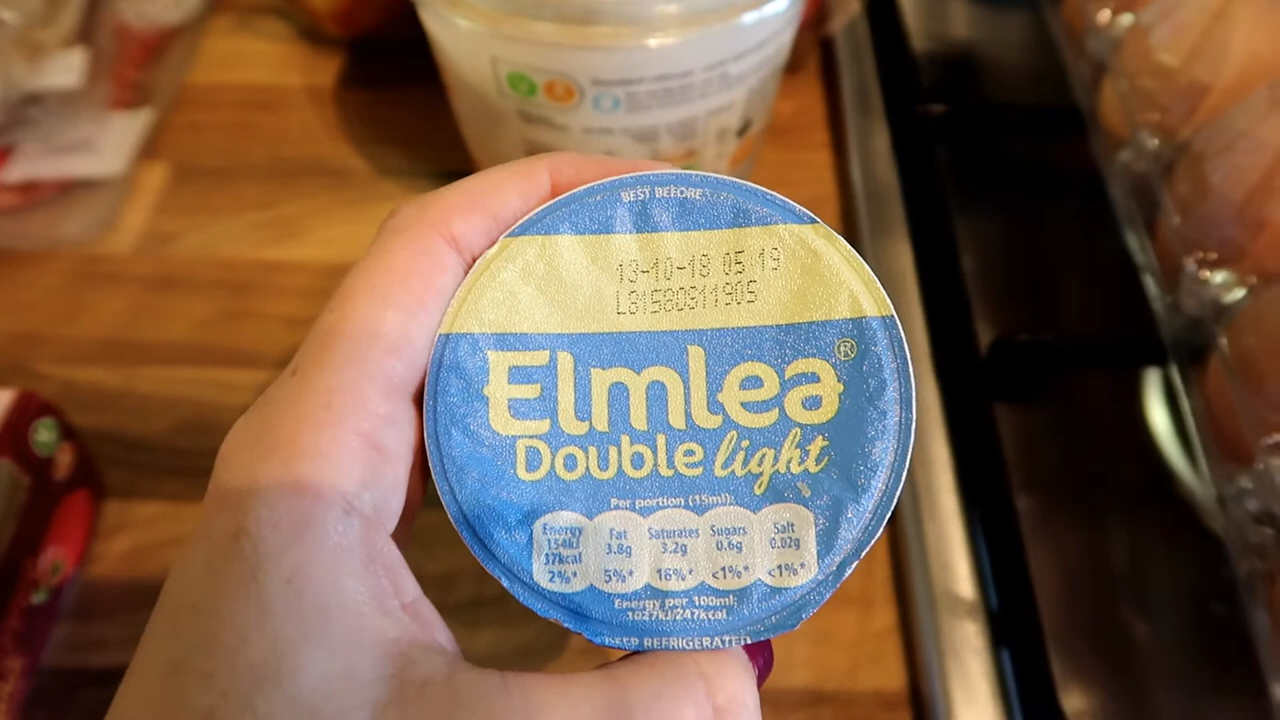 BEST BEFORE
13-10-18 05 19
L81580S11905
Elmlea®
Double light
Per portion (15ml):
Energy Fat Saturates Sugars Salt
154kJ 3.8g 3.2g 0.6g 0.02g
37kcal
2%* 5%* 16%* <1%* <1%*
Energy per 100ml:
1027kJ/247kcal
KEEP REFRIGERATED